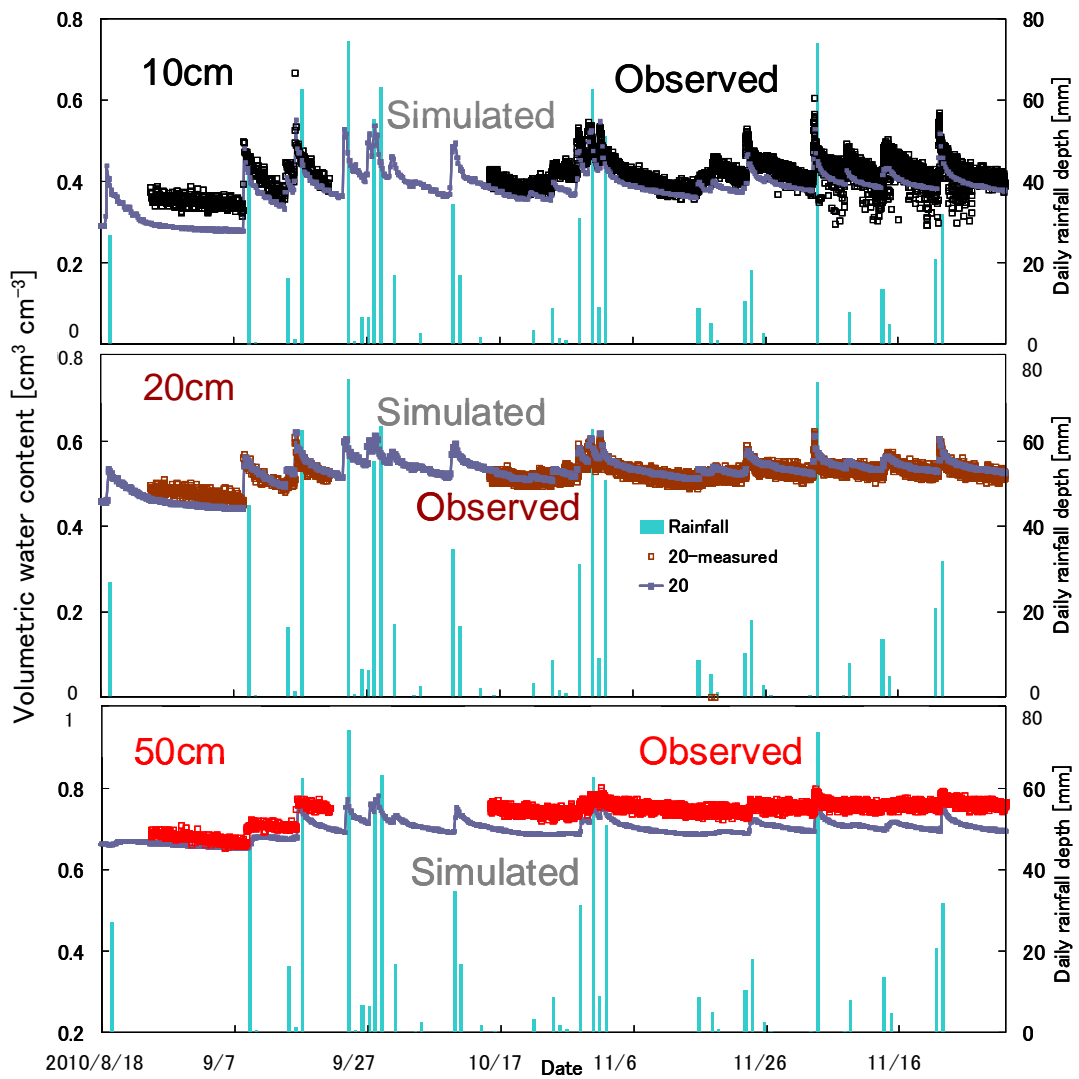 Volumetric water content [cm³ cm⁻³]
0.8
0.6
0.4
0.2
0
10cm
Simulated
Observed
80
60
40
20
0
Daily rainfall depth [mm]
0.8
0.6
0.4
0.2
0
20cm
Simulated
Observed
Rainfall
20-measured
20
80
60
40
20
0
Daily rainfall depth [mm]
1
0.8
0.6
0.4
0.2
50cm
Observed
Simulated
80
60
40
20
0
Daily rainfall depth [mm]
2010/8/18 9/7 9/27 10/17 11/6 11/26 11/16
Date